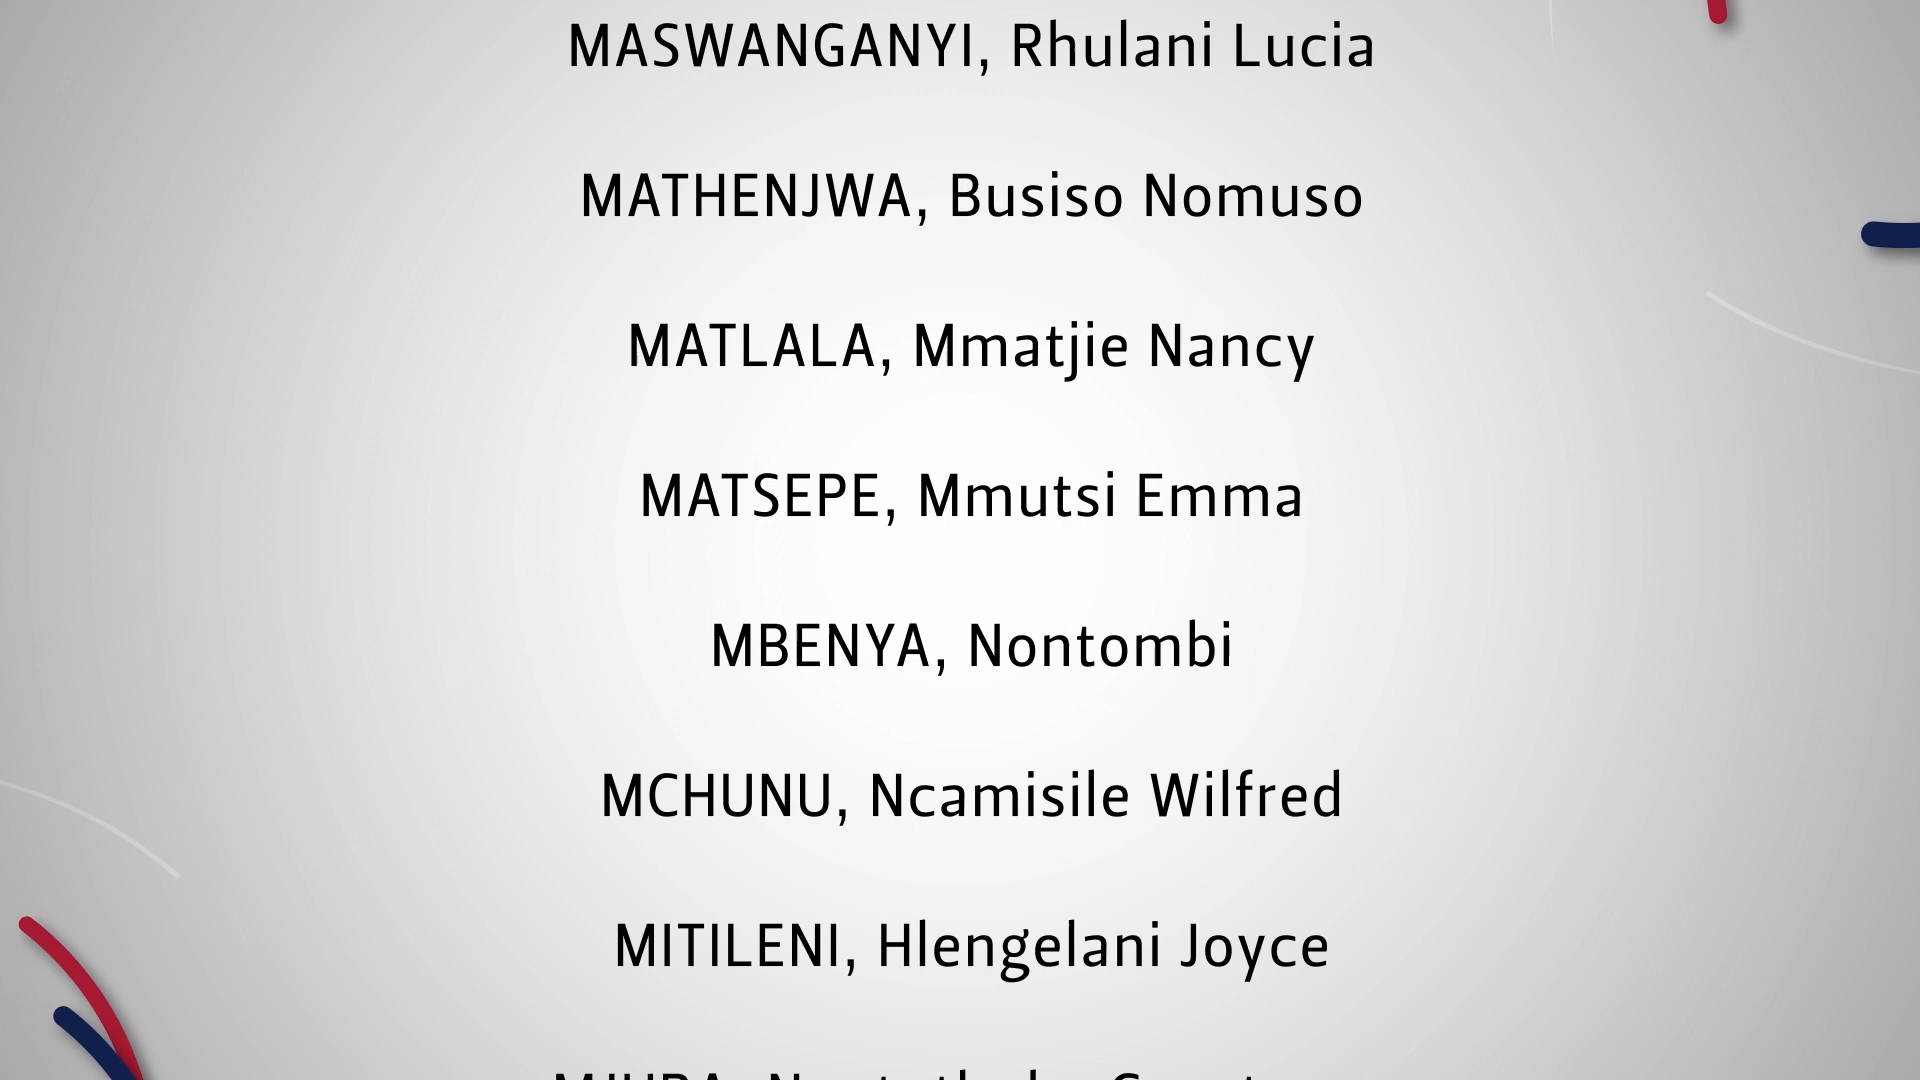 MASWANGANYI, Rhulani Lucia
MATHENJWA, Busiso Nomuso
MATLALA, Mmatjie Nancy
MATSEPE, Mmutsi Emma
MBENYA, Nontombi
MCHUNU, Ncamisile Wilfred
MITILENI, Hlengelani Joyce